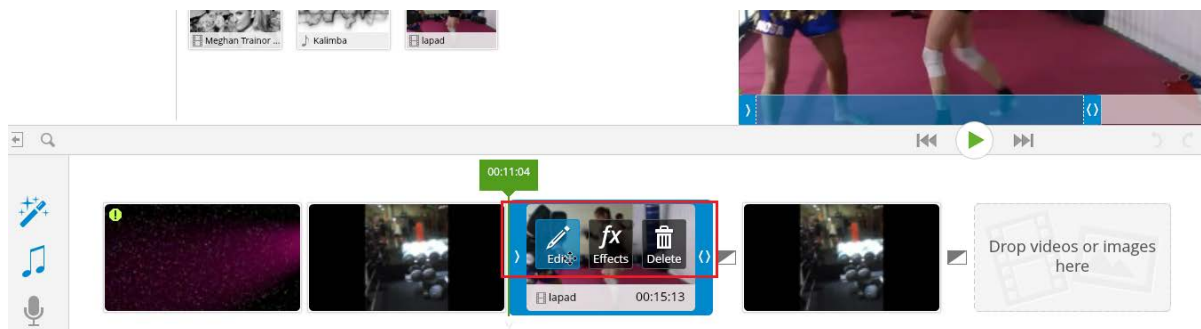 Meghan Trainor ...
Kalimba
lapad
00:11:04
Edit
fx
Effects
Delete
lapad 00:15:13
Drop videos or images
here